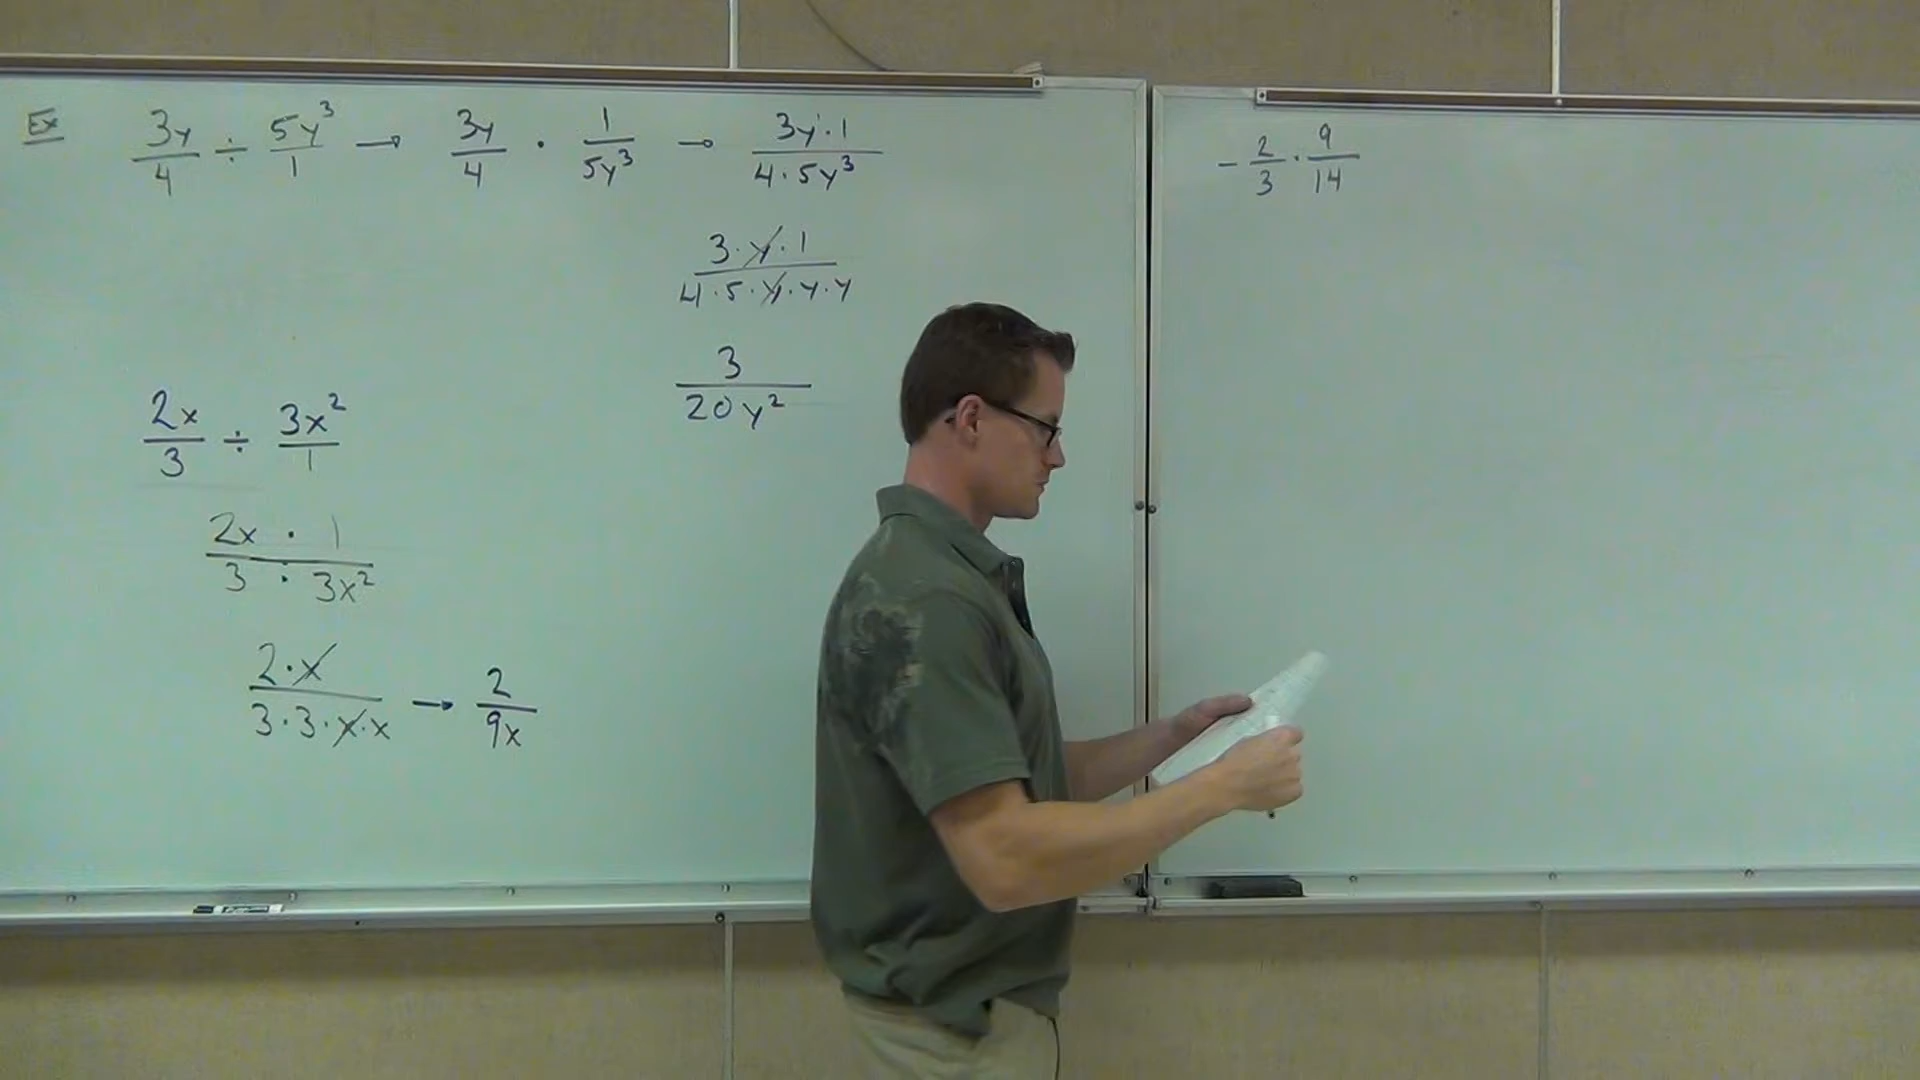 Ex 3y/4 ÷ 5y³/1 → 3y/4 · 1/5y³ → 3y·1/4·5y³
3·y·1/4·5·y·y·y
3/20y²
2x/3 ÷ 3x²/1
2x · 1/3 · 3x²
2·x/3·3·x·x → 2/9x
-2/3 · 9/14